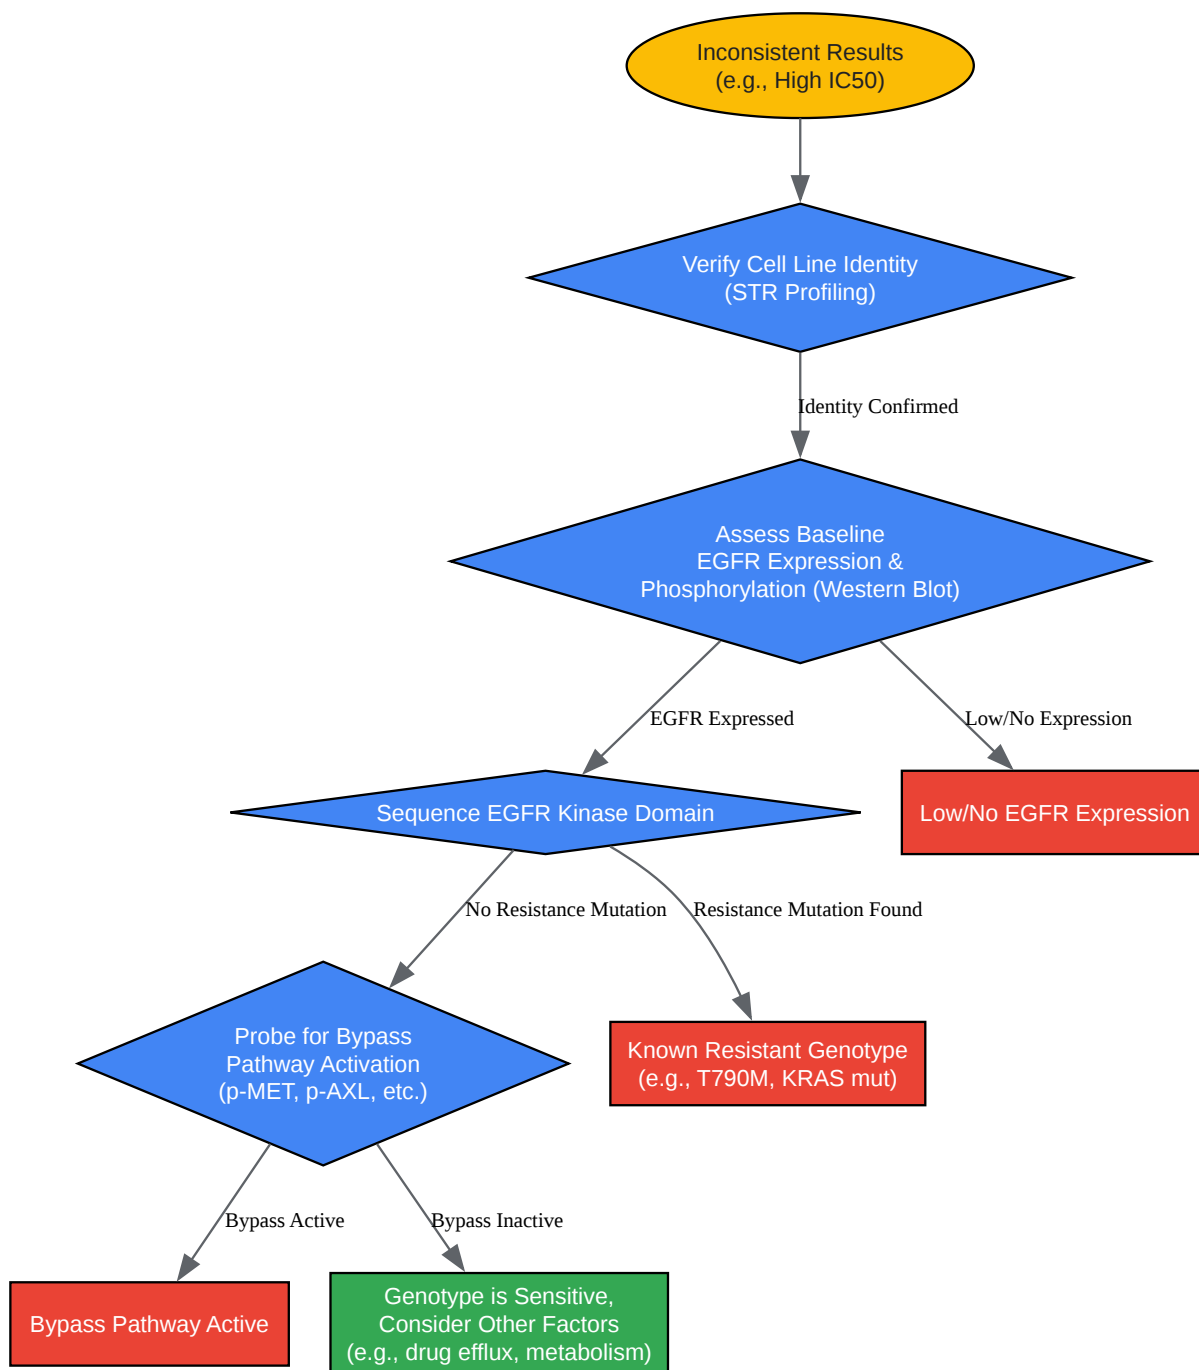 Inconsistent Results
(e.g., High IC50)
Verify Cell Line Identity
(STR Profiling)
Identity Confirmed
Assess Baseline
EGFR Expression &
Phosphorylation (Western Blot)
EGFR Expressed
Low/No Expression
Sequence EGFR Kinase Domain
Low/No EGFR Expression
No Resistance Mutation
Resistance Mutation Found
Probe for Bypass
Pathway Activation
(p-MET, p-AXL, etc.)
Known Resistant Genotype
(e.g., T790M, KRAS mut)
Bypass Active
Bypass Inactive
Bypass Pathway Active
Genotype is Sensitive,
Consider Other Factors
(e.g., drug efflux, metabolism)